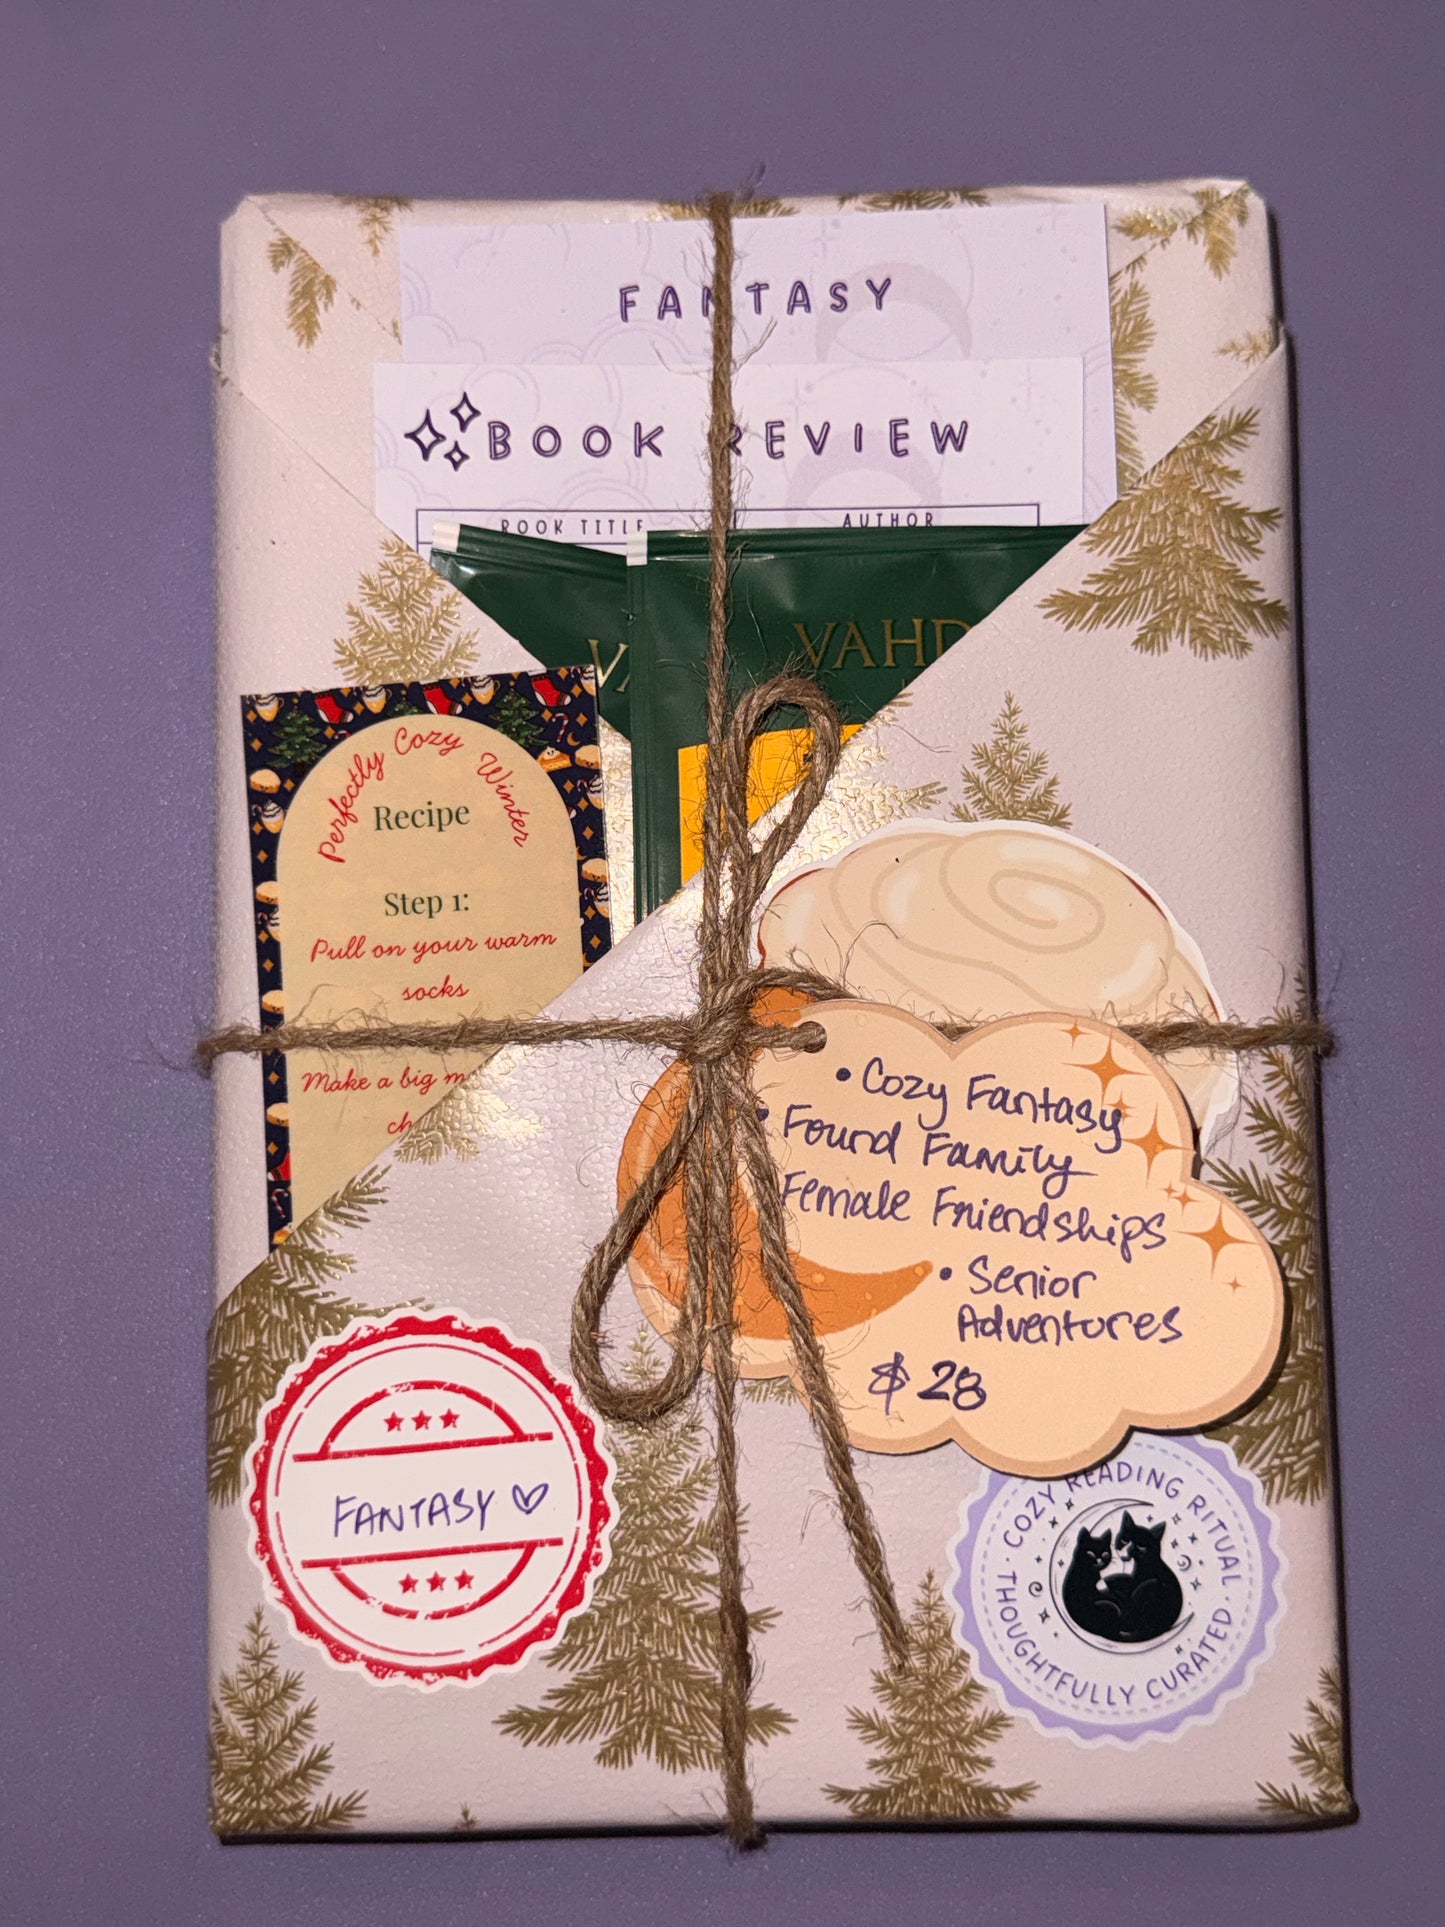 FANTASY
BOOK REVIEW
BOOK TITLE
AUTHOR
VAHD
Perfectly Cozy Winter
Recipe
Step 1:
Pull on your warm
socks
Make a big m
ch
• Cozy Fantasy
• Found Family
Female Friendships
• Senior
Adventures
$ 28
FANTASY ♡
· COZY READING RITUAL ·
THOUGHTFULLY CURATED